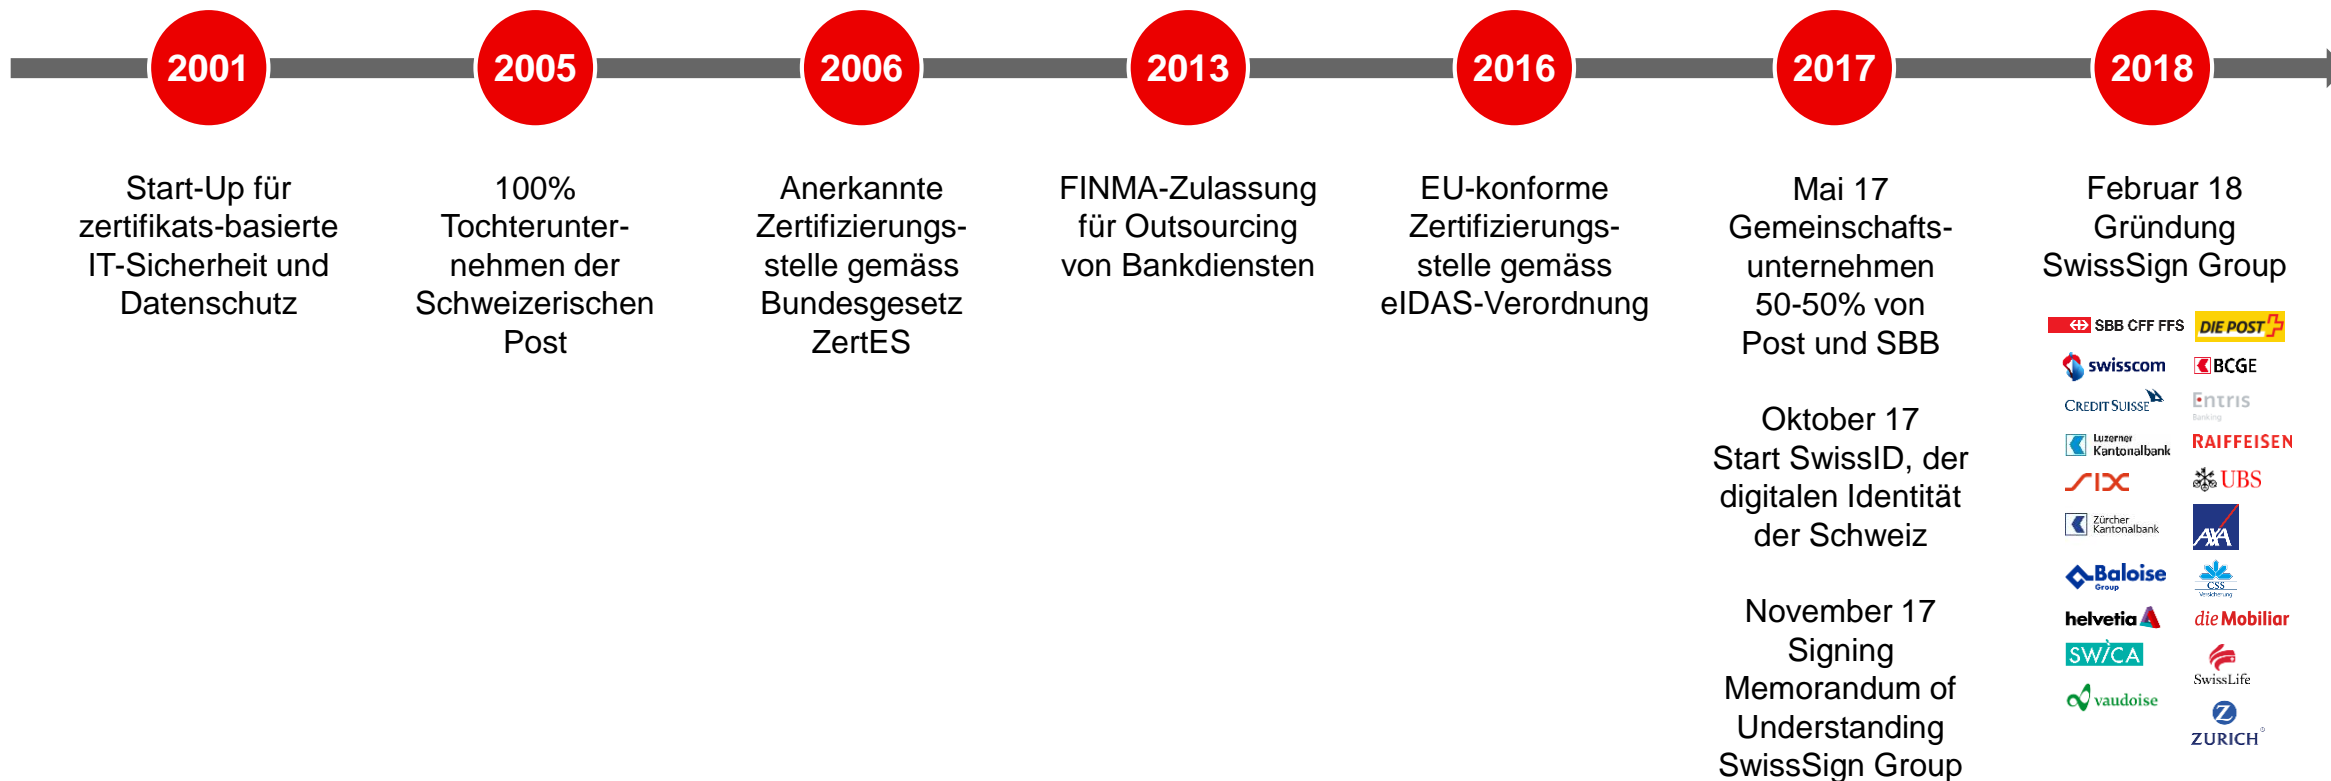 2001
2005
2006
2013
2016
2017
2018
Start-Up für
zertifikats-basierte
IT-Sicherheit und
Datenschutz
100%
Tochterunter-
nehmen der
Schweizerischen
Post
Anerkannte
Zertifizierungs-
stelle gemäss
Bundesgesetz
ZertES
FINMA-Zulassung
für Outsourcing
von Bankdiensten
EU-konforme
Zertifizierungs-
stelle gemäss
eIDAS-Verordnung
Mai 17
Gemeinschafts-
unternehmen
50-50% von
Post und SBB
Oktober 17
Start SwissID, der
digitalen Identität
der Schweiz
November 17
Signing
Memorandum of
Understanding
SwissSign Group
Februar 18
Gründung
SwissSign Group
SBB CFF FFS
DIE POST
swisscom
BCGE
CREDIT SUISSE
Entris
Banking
Luzerner
Kantonalbank
RAIFFEISEN
SIX
UBS
Zürcher
Kantonalbank
AXA
Baloise
Group
CSS
Versicherung
helvetia
die Mobiliar
SWICA
SwissLife
vaudoise
Z
ZURICH®